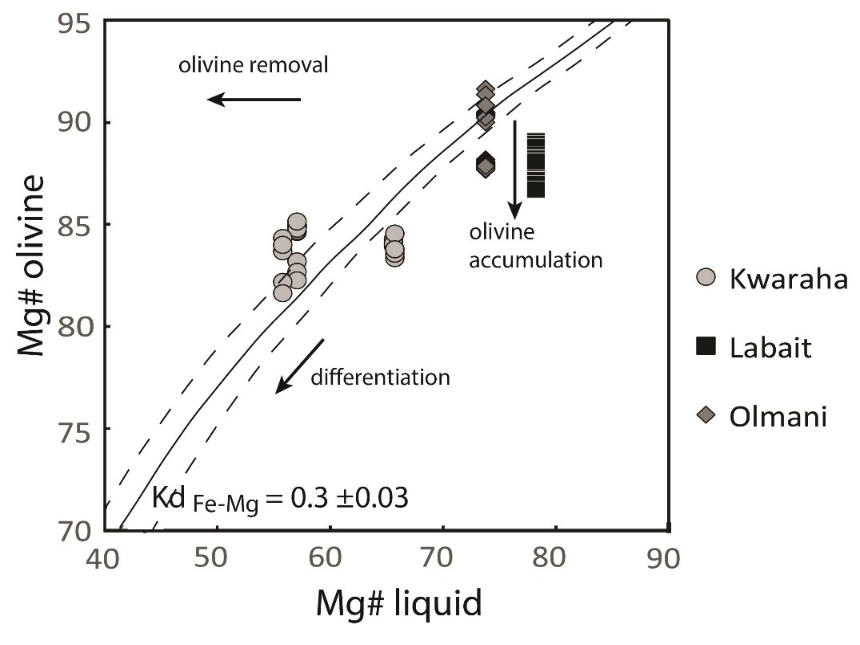 95
90
85
80
75
70
Mg# olivine
olivine removal
olivine
accumulation
differentiation
Kd Fe-Mg = 0.3 ±0.03
40
50
60
70
80
90
Mg# liquid
Kwaraha
Labait
Olmani